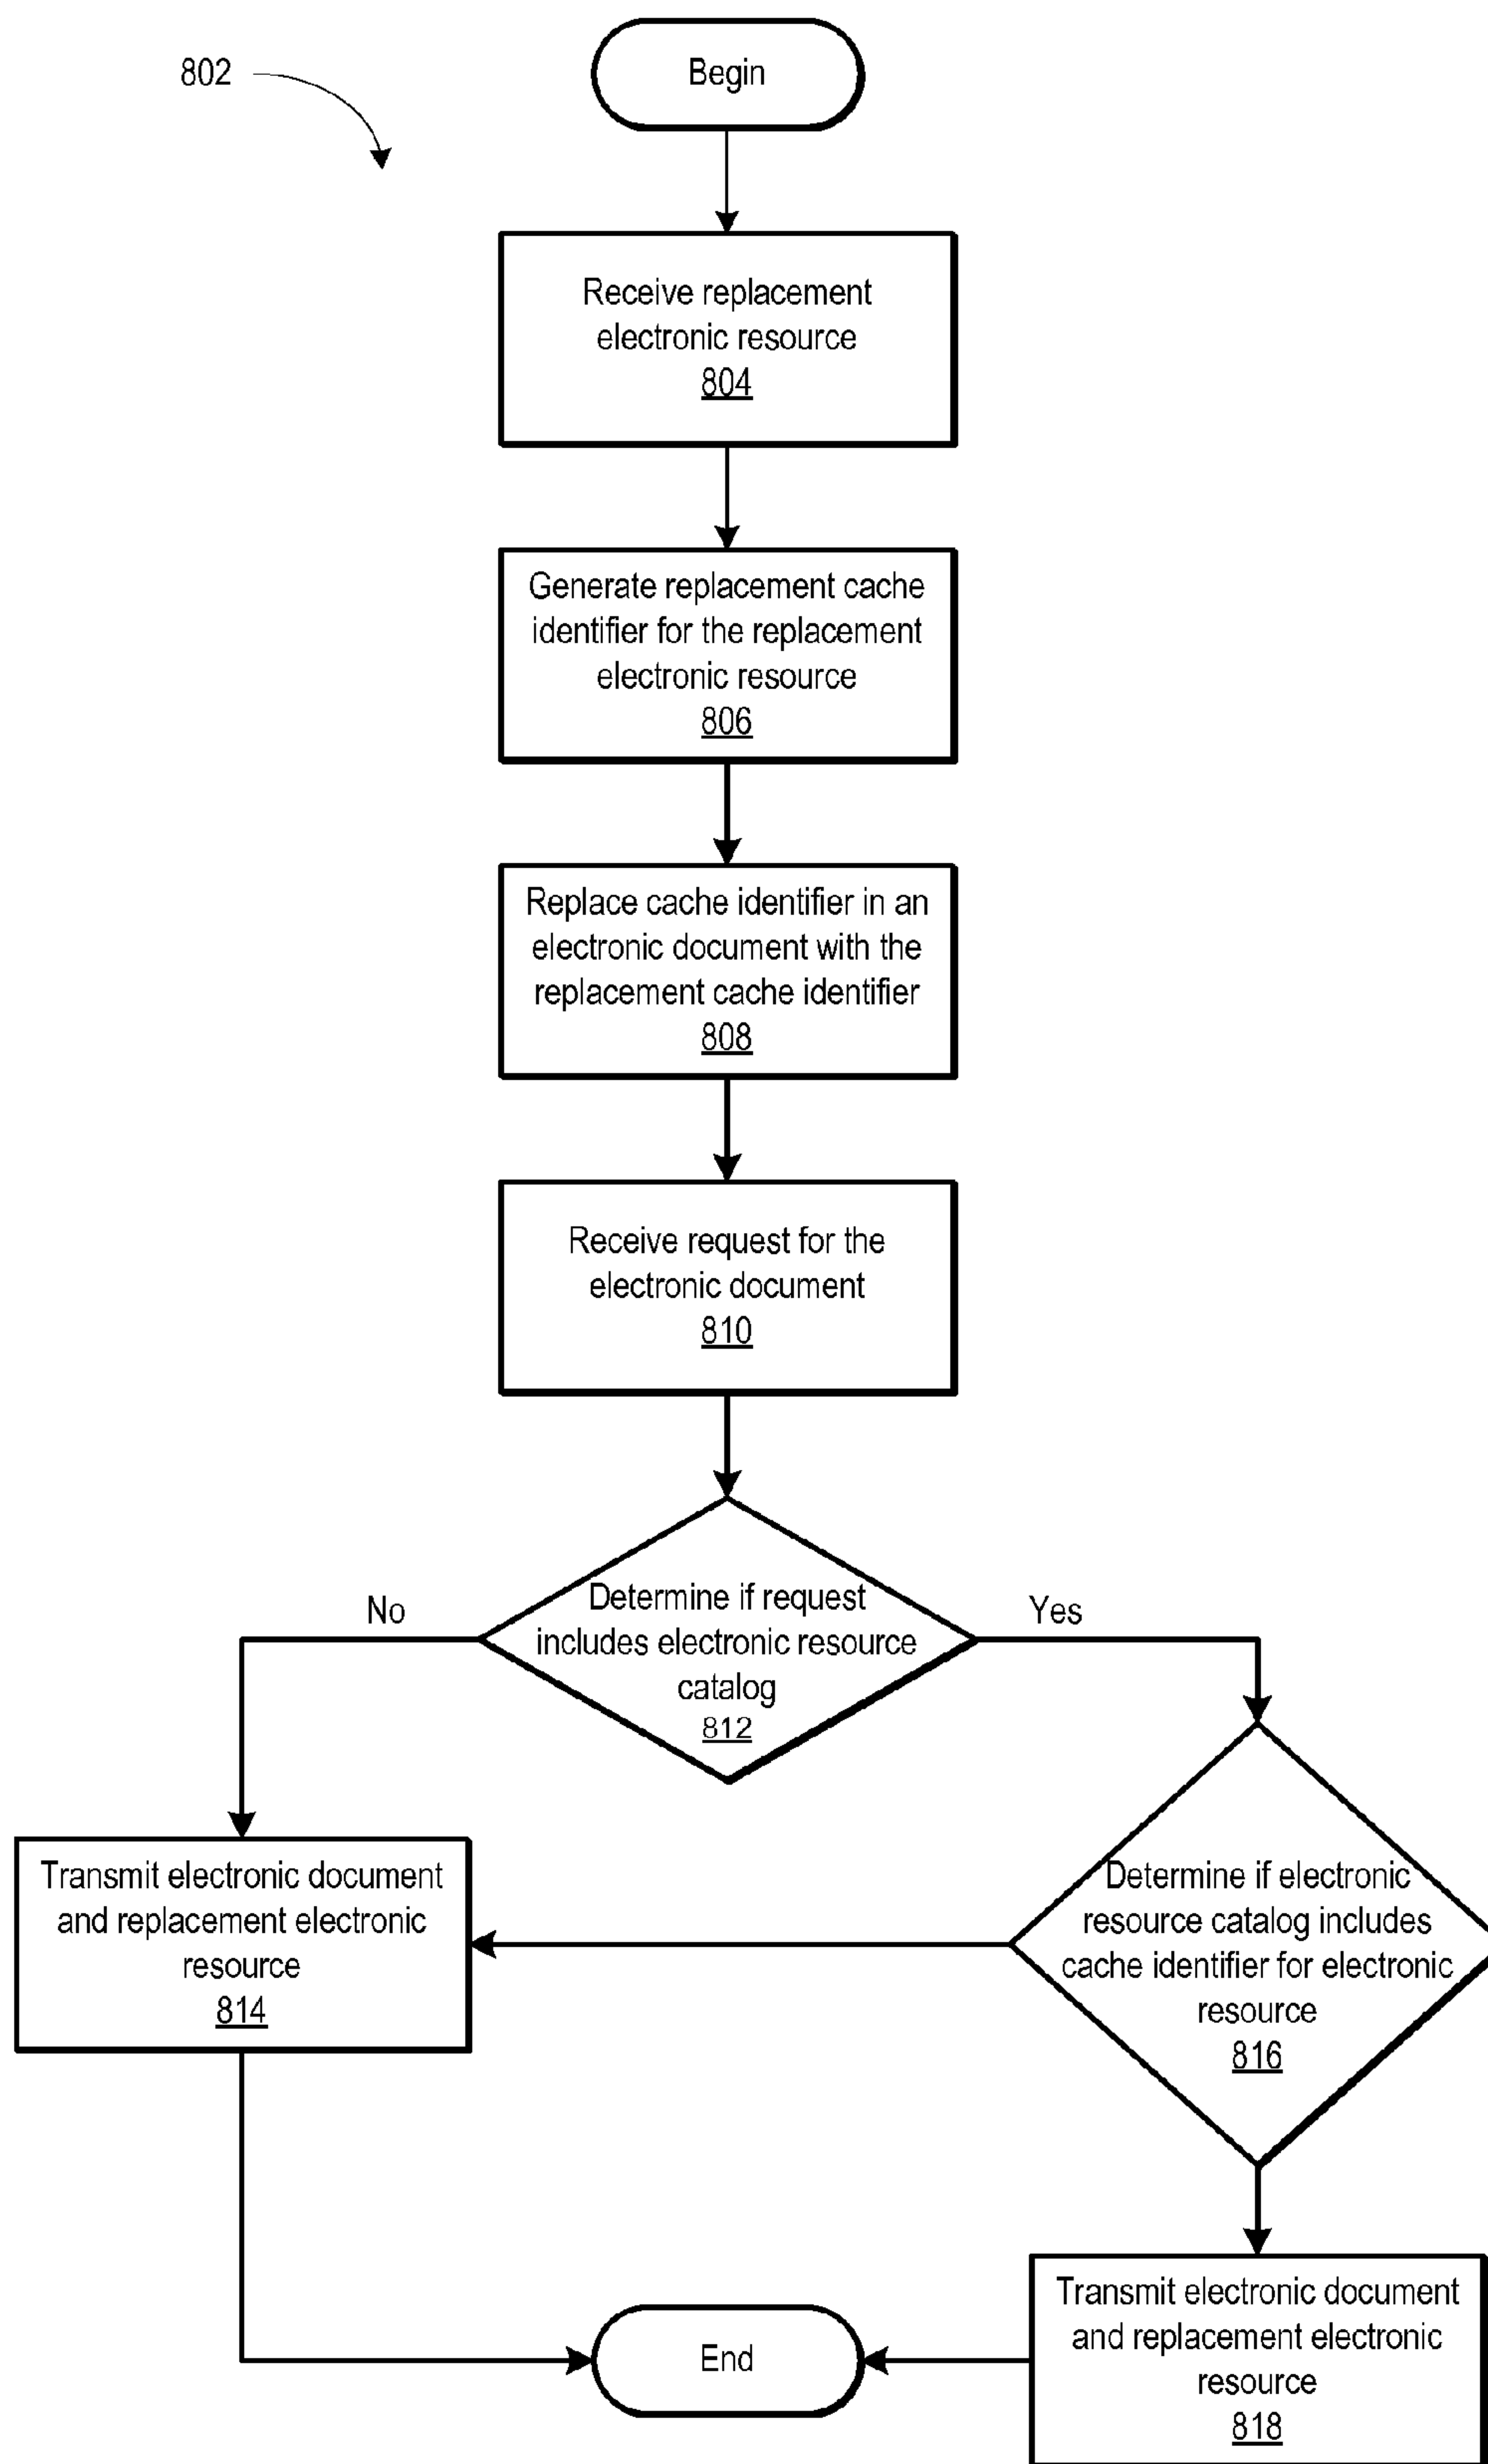 802
Begin
Receive replacement
electronic resource
804
Generate replacement cache
identifier for the replacement
electronic resource
806
Replace cache identifier in an
electronic document with the
replacement cache identifier
808
Receive request for the
electronic document
810
Determine if request
includes electronic resource
catalog
812
No
Yes
Transmit electronic document
and replacement electronic
resource
814
Determine if electronic
resource catalog includes
cache identifier for electronic
resource
816
End
Transmit electronic document
and replacement electronic
resource
818